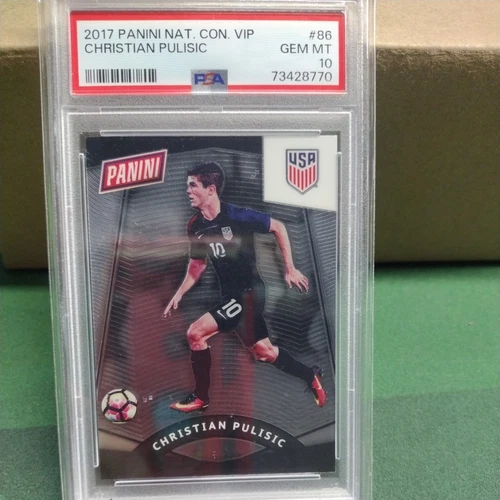 2017 PANINI NAT. CON. VIP #86
CHRISTIAN PULISIC GEM MT
10
PSA 73428770
PANINI
USA
10
10
CHRISTIAN PULISIC